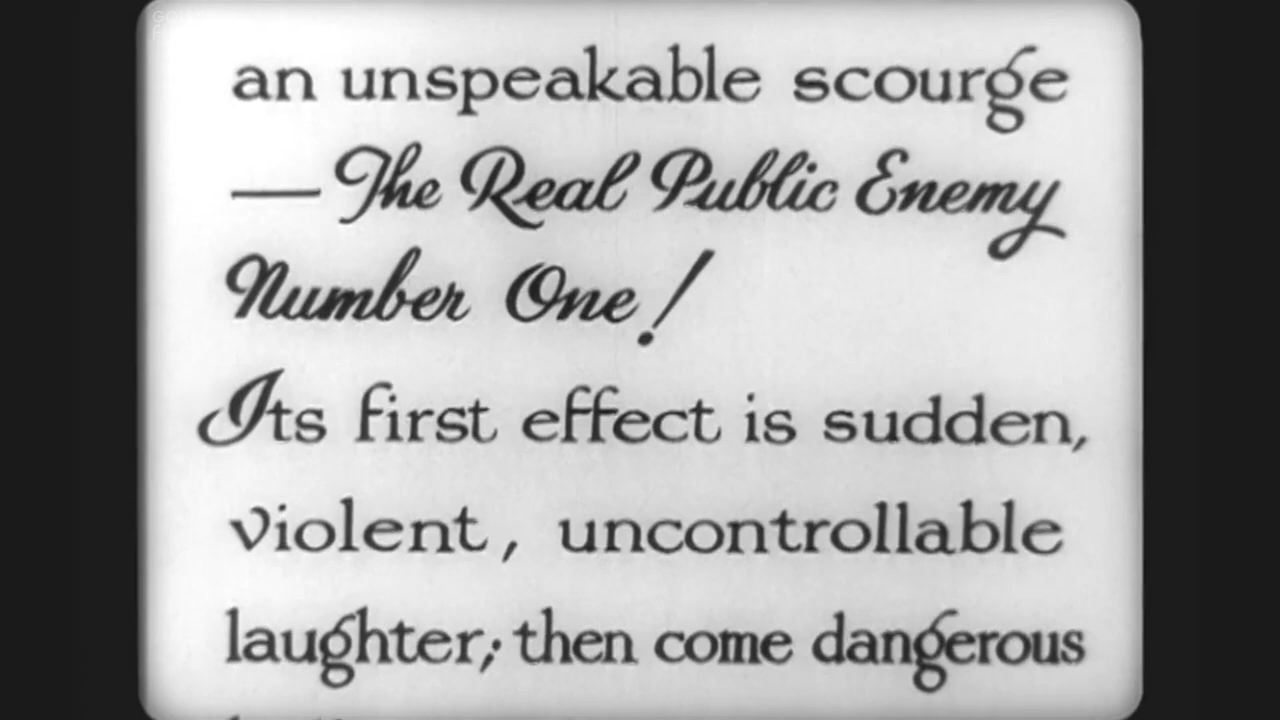 an unspeakable scourge
— The Real Public Enemy
Number One!
Its first effect is sudden,
violent, uncontrollable
laughter; then come dangerous